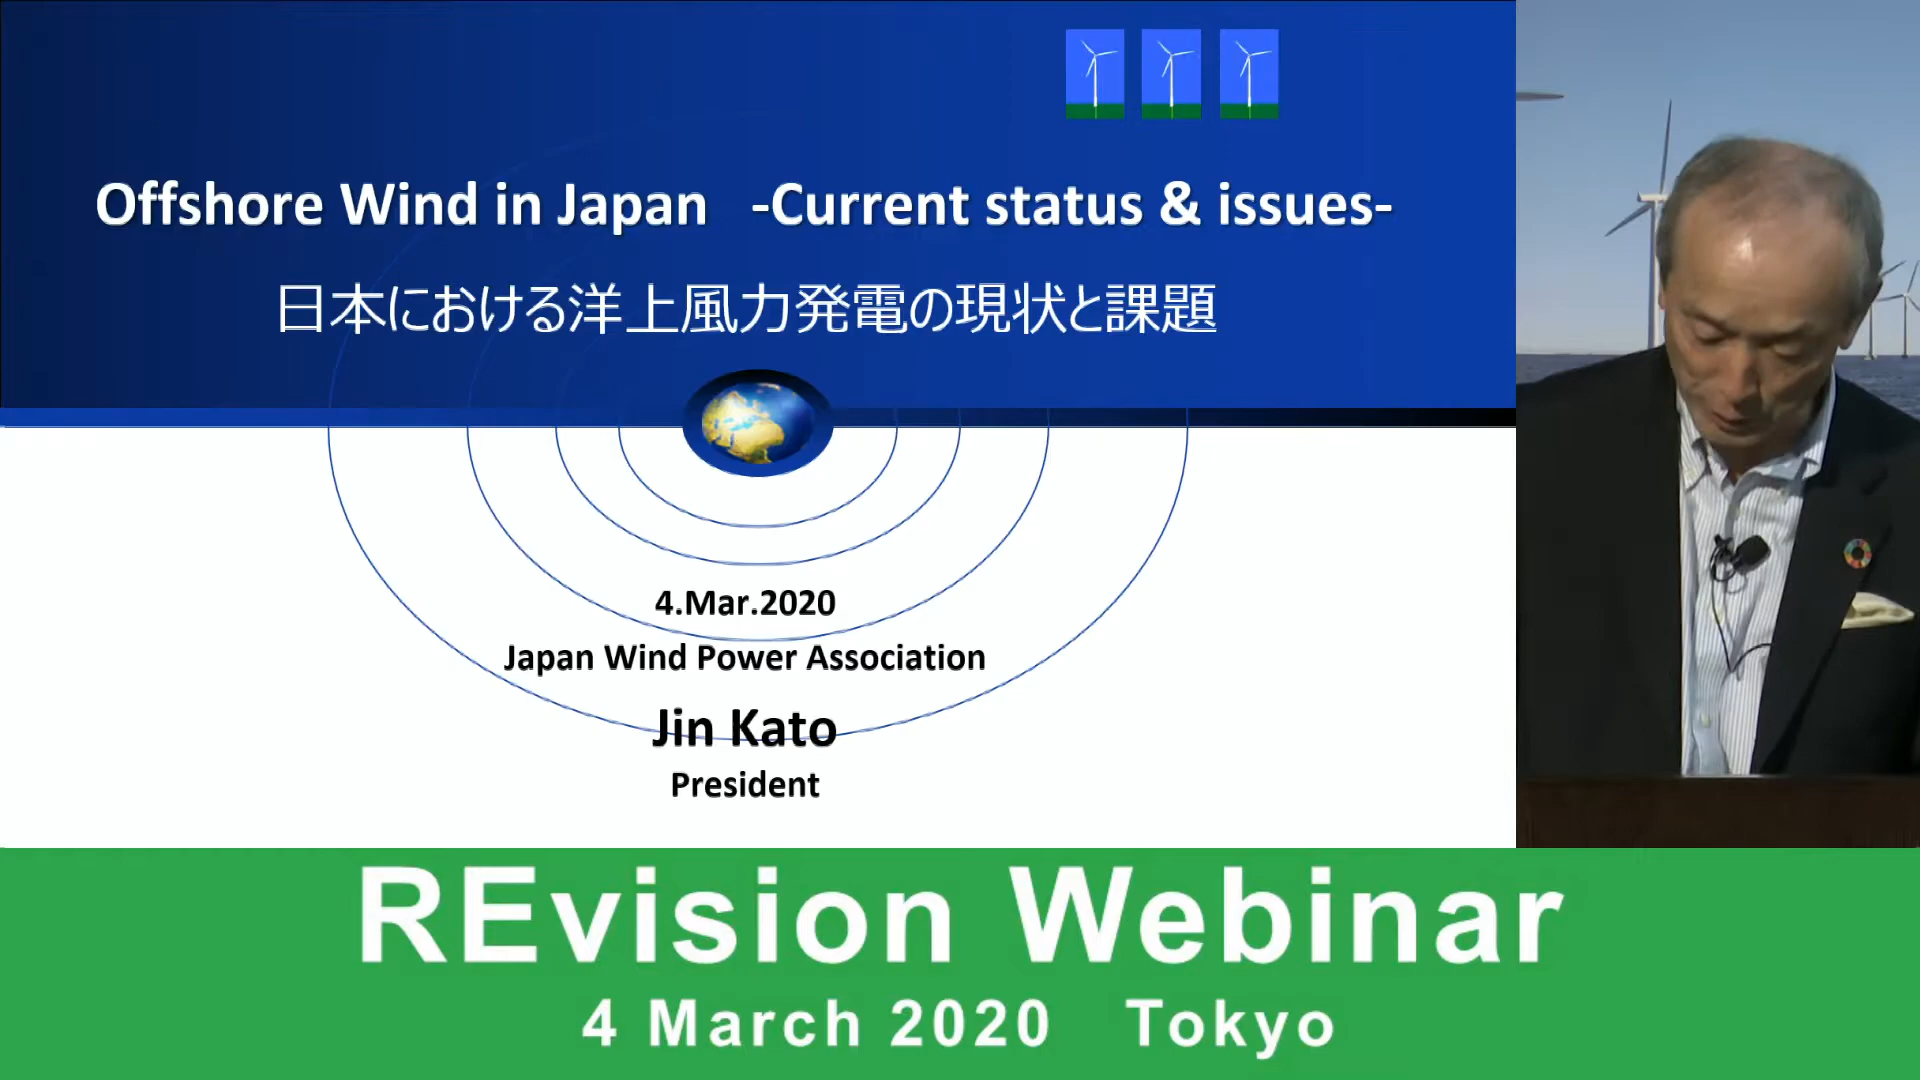 Offshore Wind in Japan -Current status & issues-
日本における洋上風力発電の現状と課題
4.Mar.2020
Japan Wind Power Association
Jin Kato
President
REvision Webinar
4 March 2020 Tokyo